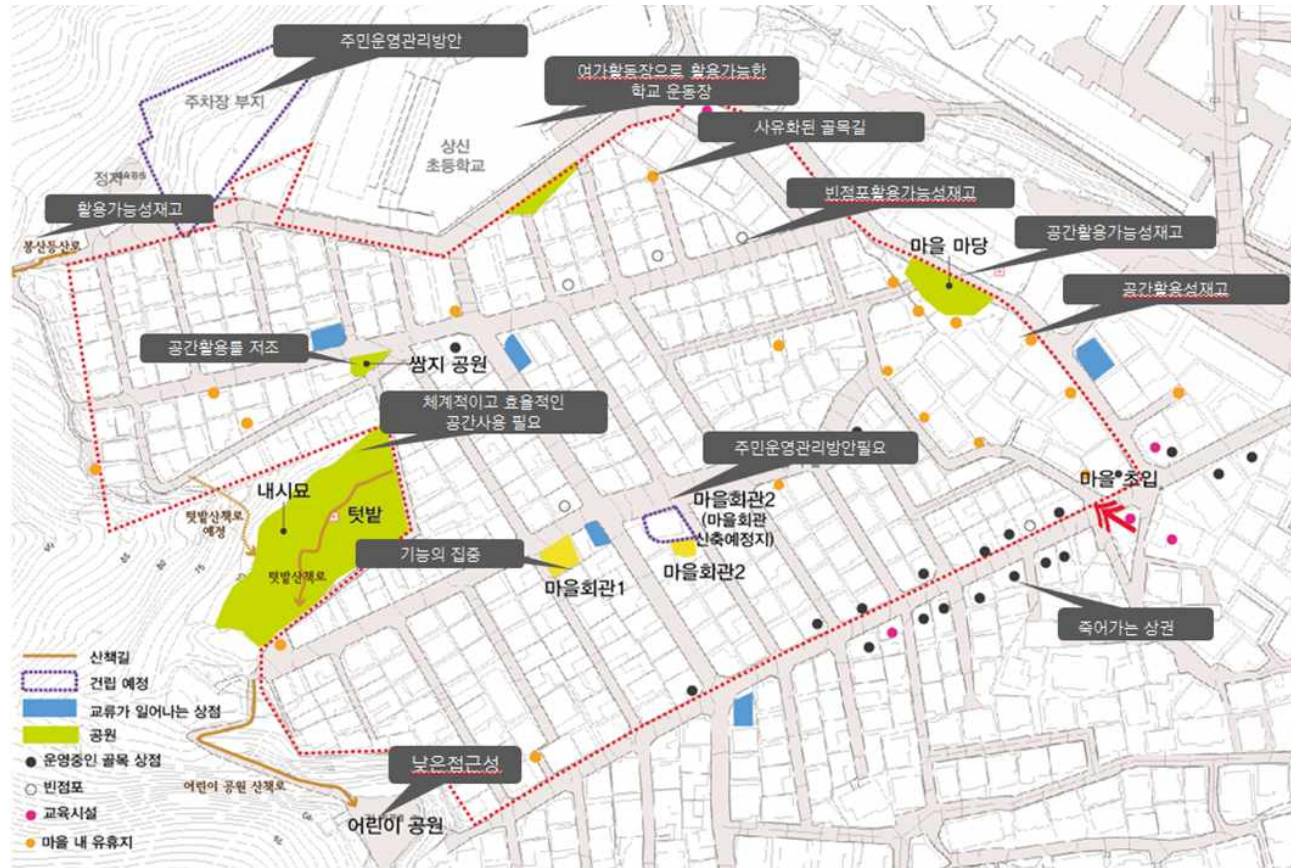 주민운영관리방안
주차장 부지
여가활동장으로 활용가능한
학교 운동장
상신
초등학교
사유화된 골목길
정자
활용가능성재고
봉산등산로
빈점포활용가능성재고
마을 마당
공간활용가능성재고
공간활용성재고
공간활용률 저조
쌈지 공원
체계적이고 효율적인
공간사용 필요
주민운영관리방안필요
마을 초입
내시묘
텃밭
텃밭산책로
예정
텃밭산책로
마을회관2
(마을회관
신축예정지)
기능의 집중
마을회관1
마을회관2
죽어가는 상권
산책길
건립 예정
교류가 일어나는 상점
공원
운영중인 골목 상점
빈점포
교육시설
마을 내 유휴지
낮은접근성
어린이 공원 산책로
어린이 공원